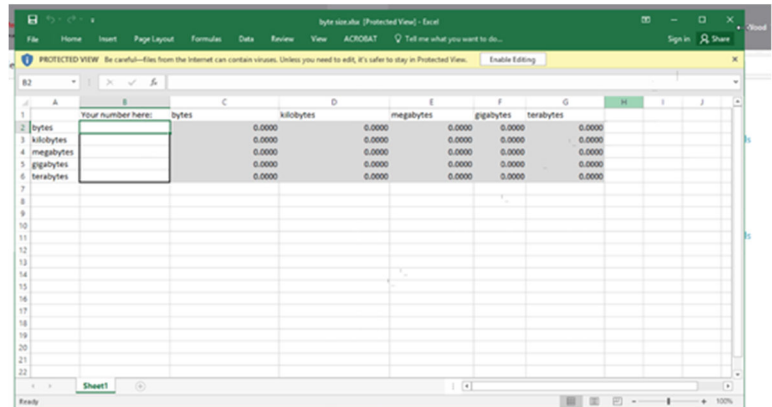 byte size.xlsx [Protected View] - Excel
File Home Insert Page Layout Formulas Data Review View ACROBAT Tell me what you want to do... Sign in Share
PROTECTED VIEW Be careful—files from the Internet can contain viruses. Unless you need to edit, it's safer to stay in Protected View. Enable Editing
B2 fx
A B C D E F G H I J
1 Your number here: bytes kilobytes megabytes gigabytes terabytes
2 bytes 0.0000 0.0000 0.0000 0.0000 0.0000
3 kilobytes 0.0000 0.0000 0.0000 0.0000 0.0000
4 megabytes 0.0000 0.0000 0.0000 0.0000 0.0000
5 gigabytes 0.0000 0.0000 0.0000 0.0000 0.0000
6 terabytes 0.0000 0.0000 0.0000 0.0000 0.0000
7
8
9
10
11
12
13
14
15
16
17
18
19
20
21
22
Sheet1
Ready 100%